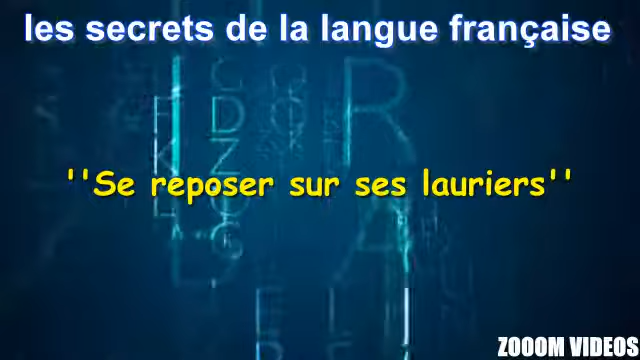 les secrets de la langue française
''Se reposer sur ses lauriers''
ZOOOM VIDEOS